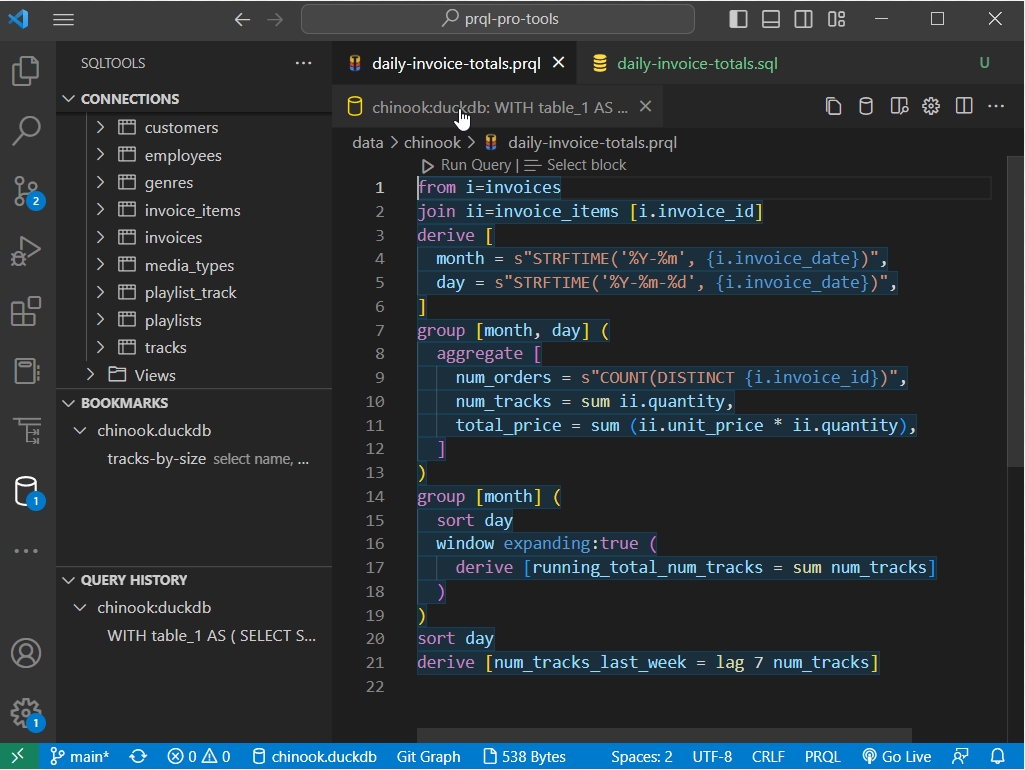 prql-pro-tools
SQLTOOLS
CONNECTIONS
customers
employees
genres
invoice_items
invoices
media_types
playlist_track
playlists
tracks
Views
BOOKMARKS
chinook.duckdb
tracks-by-size select name, ...
QUERY HISTORY
chinook:duckdb
WITH table_1 AS ( SELECT S...
2
1
1
daily-invoice-totals.prql
daily-invoice-totals.sql U
chinook:duckdb: WITH table_1 AS ...
data > chinook > daily-invoice-totals.prql
Run Query | Select block
1 from i=invoices
2 join ii=invoice_items [i.invoice_id]
3 derive [
4 month = s"STRFTIME('%Y-%m', {i.invoice_date})",
5 day = s"STRFTIME('%Y-%m-%d', {i.invoice_date})",
6 ]
7 group [month, day] (
8 aggregate [
9 num_orders = s"COUNT(DISTINCT {i.invoice_id})",
10 num_tracks = sum ii.quantity,
11 total_price = sum (ii.unit_price * ii.quantity),
12 ]
13 )
14 group [month] (
15 sort day
16 window expanding:true (
17 derive [running_total_num_tracks = sum num_tracks]
18 )
19 )
20 sort day
21 derive [num_tracks_last_week = lag 7 num_tracks]
22
main* 0 0 chinook.duckdb Git Graph 538 Bytes Spaces: 2 UTF-8 CRLF PRQL Go Live